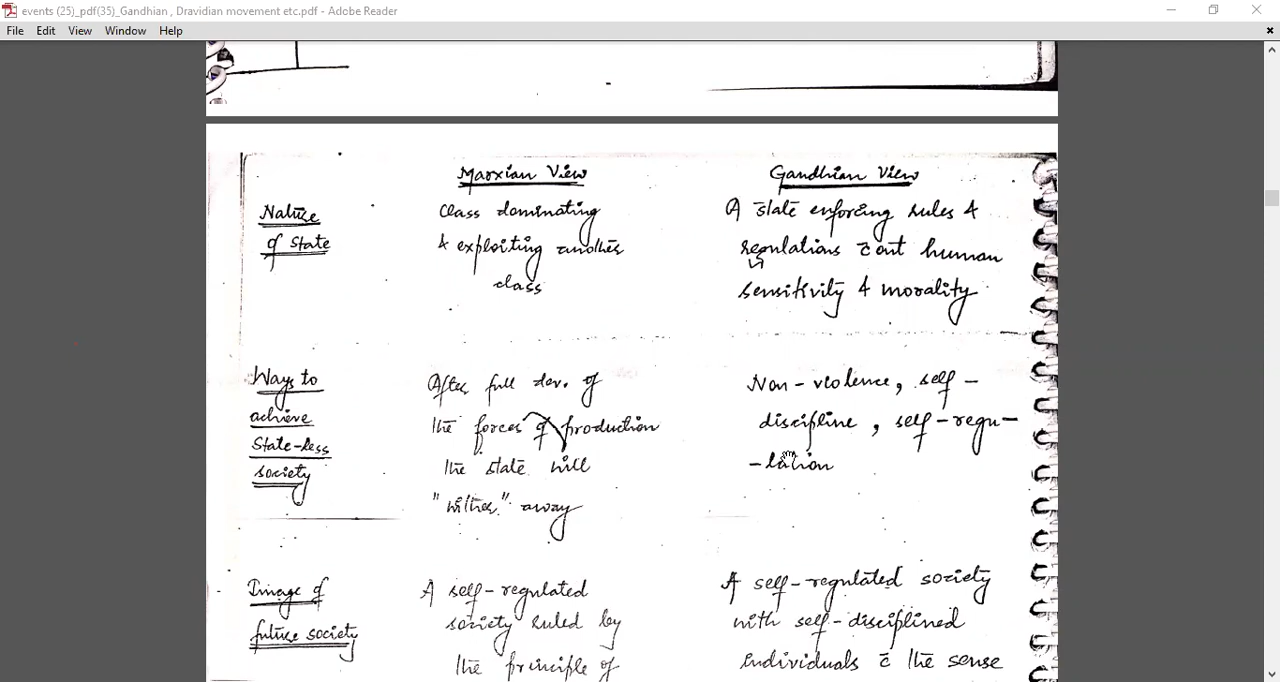 events (25)_pdf(35)_Gandhian , Dravidian movement etc.pdf - Adobe Reader
File Edit View Window Help
Marxian View
Gandhian View
Nature
of State
Class dominating
& exploiting another
class
A state enforcing rules &
regulations c̄out human
sensitivity & morality
Ways to
achieve
State-less
society
After full dev. of
the forces of production
the state will
"wither" away
Non-violence, self-
discipline, self-regu-
-lation
Image of
future society
A self-regulated
society ruled by
the principle of
A self-regulated society
with self-disciplined
individuals c̄ the sense